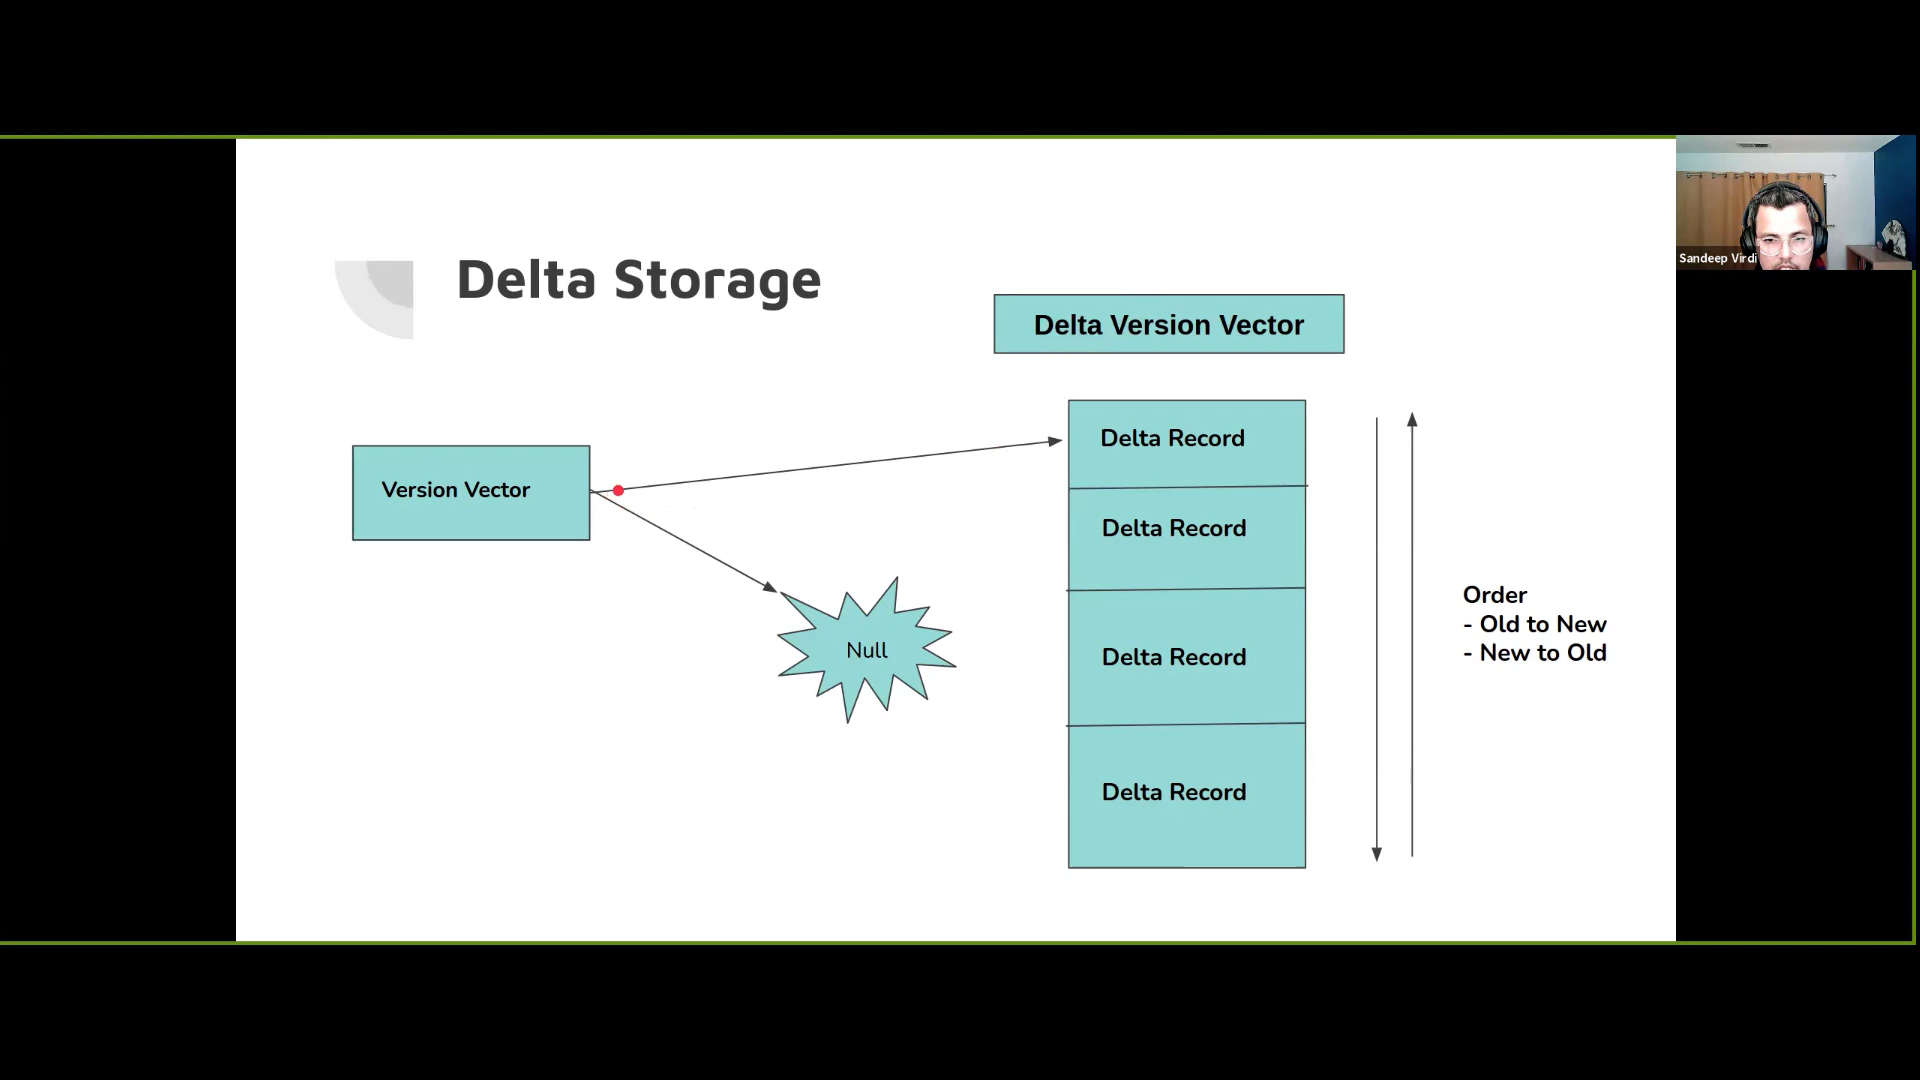 Sandeep Virdi
Delta Storage
Delta Version Vector
Version Vector
Null
Delta Record
Delta Record
Delta Record
Delta Record
Order
- Old to New
- New to Old